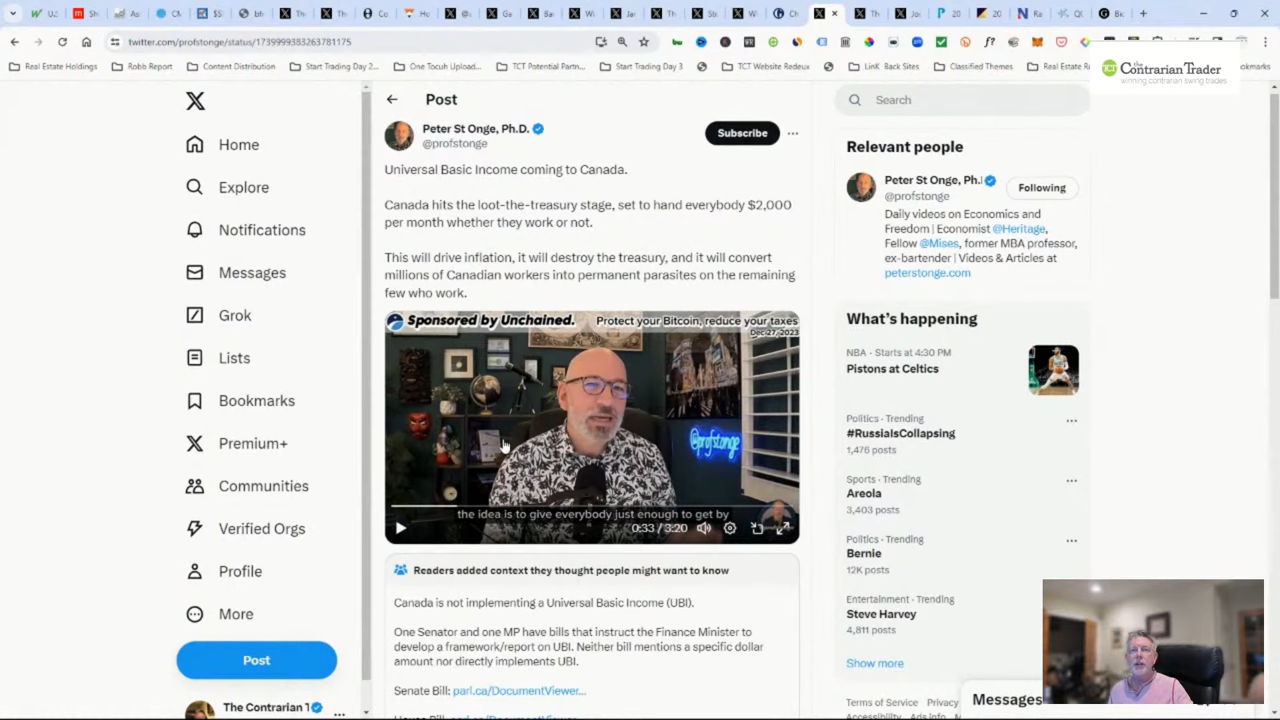 twitter.com/profstonge/status/1739999383263781175
Real Estate Holdings
Robb Report
Content Distribution
Start Trading Day 2...
One Tocuh Upload...
TCT Potential Partn...
Start Trading Day 3
TCT Website Redeux
LinK Back Sites
Classified Themes
TCT
the
Contrarian Trader
winning contrarian swing trades
Home
Explore
Notifications
Messages
Grok
Lists
Bookmarks
Premium+
Communities
Verified Orgs
Profile
More
Post
The Contrarian
Post
Peter St Onge, Ph.D.
@profstonge
Subscribe
Universal Basic Income coming to Canada.
Canada hits the loot-the-treasury stage, set to hand everybody $2,000
per month whether they work or not.
This will drive inflation, it will destroy the treasury, and it will convert
millions of Canadian workers into permanent parasites on the remaining
few who work.
Sponsored by Unchained.
Protect your Bitcoin, reduce your taxes
Dec 27, 2023
@profstonge
the idea is to give everybody just enough to get by
0:33 / 3:20
Readers added context they thought people might want to know
Canada is not implementing a Universal Basic Income (UBI).
One Senator and one MP have bills that instruct the Finance Minister to
develop a framework/report on UBI. Neither bill mentions a specific dollar
amount nor directly implements UBI.
Senate Bill: parl.ca/DocumentViewer...
Search
Relevant people
Peter St Onge, Ph.
@profstonge
Following
Daily videos on Economics and
Freedom | Economist @Heritage,
Fellow @Mises, former MBA professor,
ex-bartender | Videos & Articles at
peterstonge.com
What's happening
NBA · Starts at 4:30 PM
Pistons at Celtics
Politics · Trending
#RussiaIsCollapsing
1,476 posts
Sports · Trending
Areola
3,403 posts
Politics · Trending
Bernie
12K posts
Entertainment · Trending
Steve Harvey
4,811 posts
Show more
Terms of Service Privacy
Messages